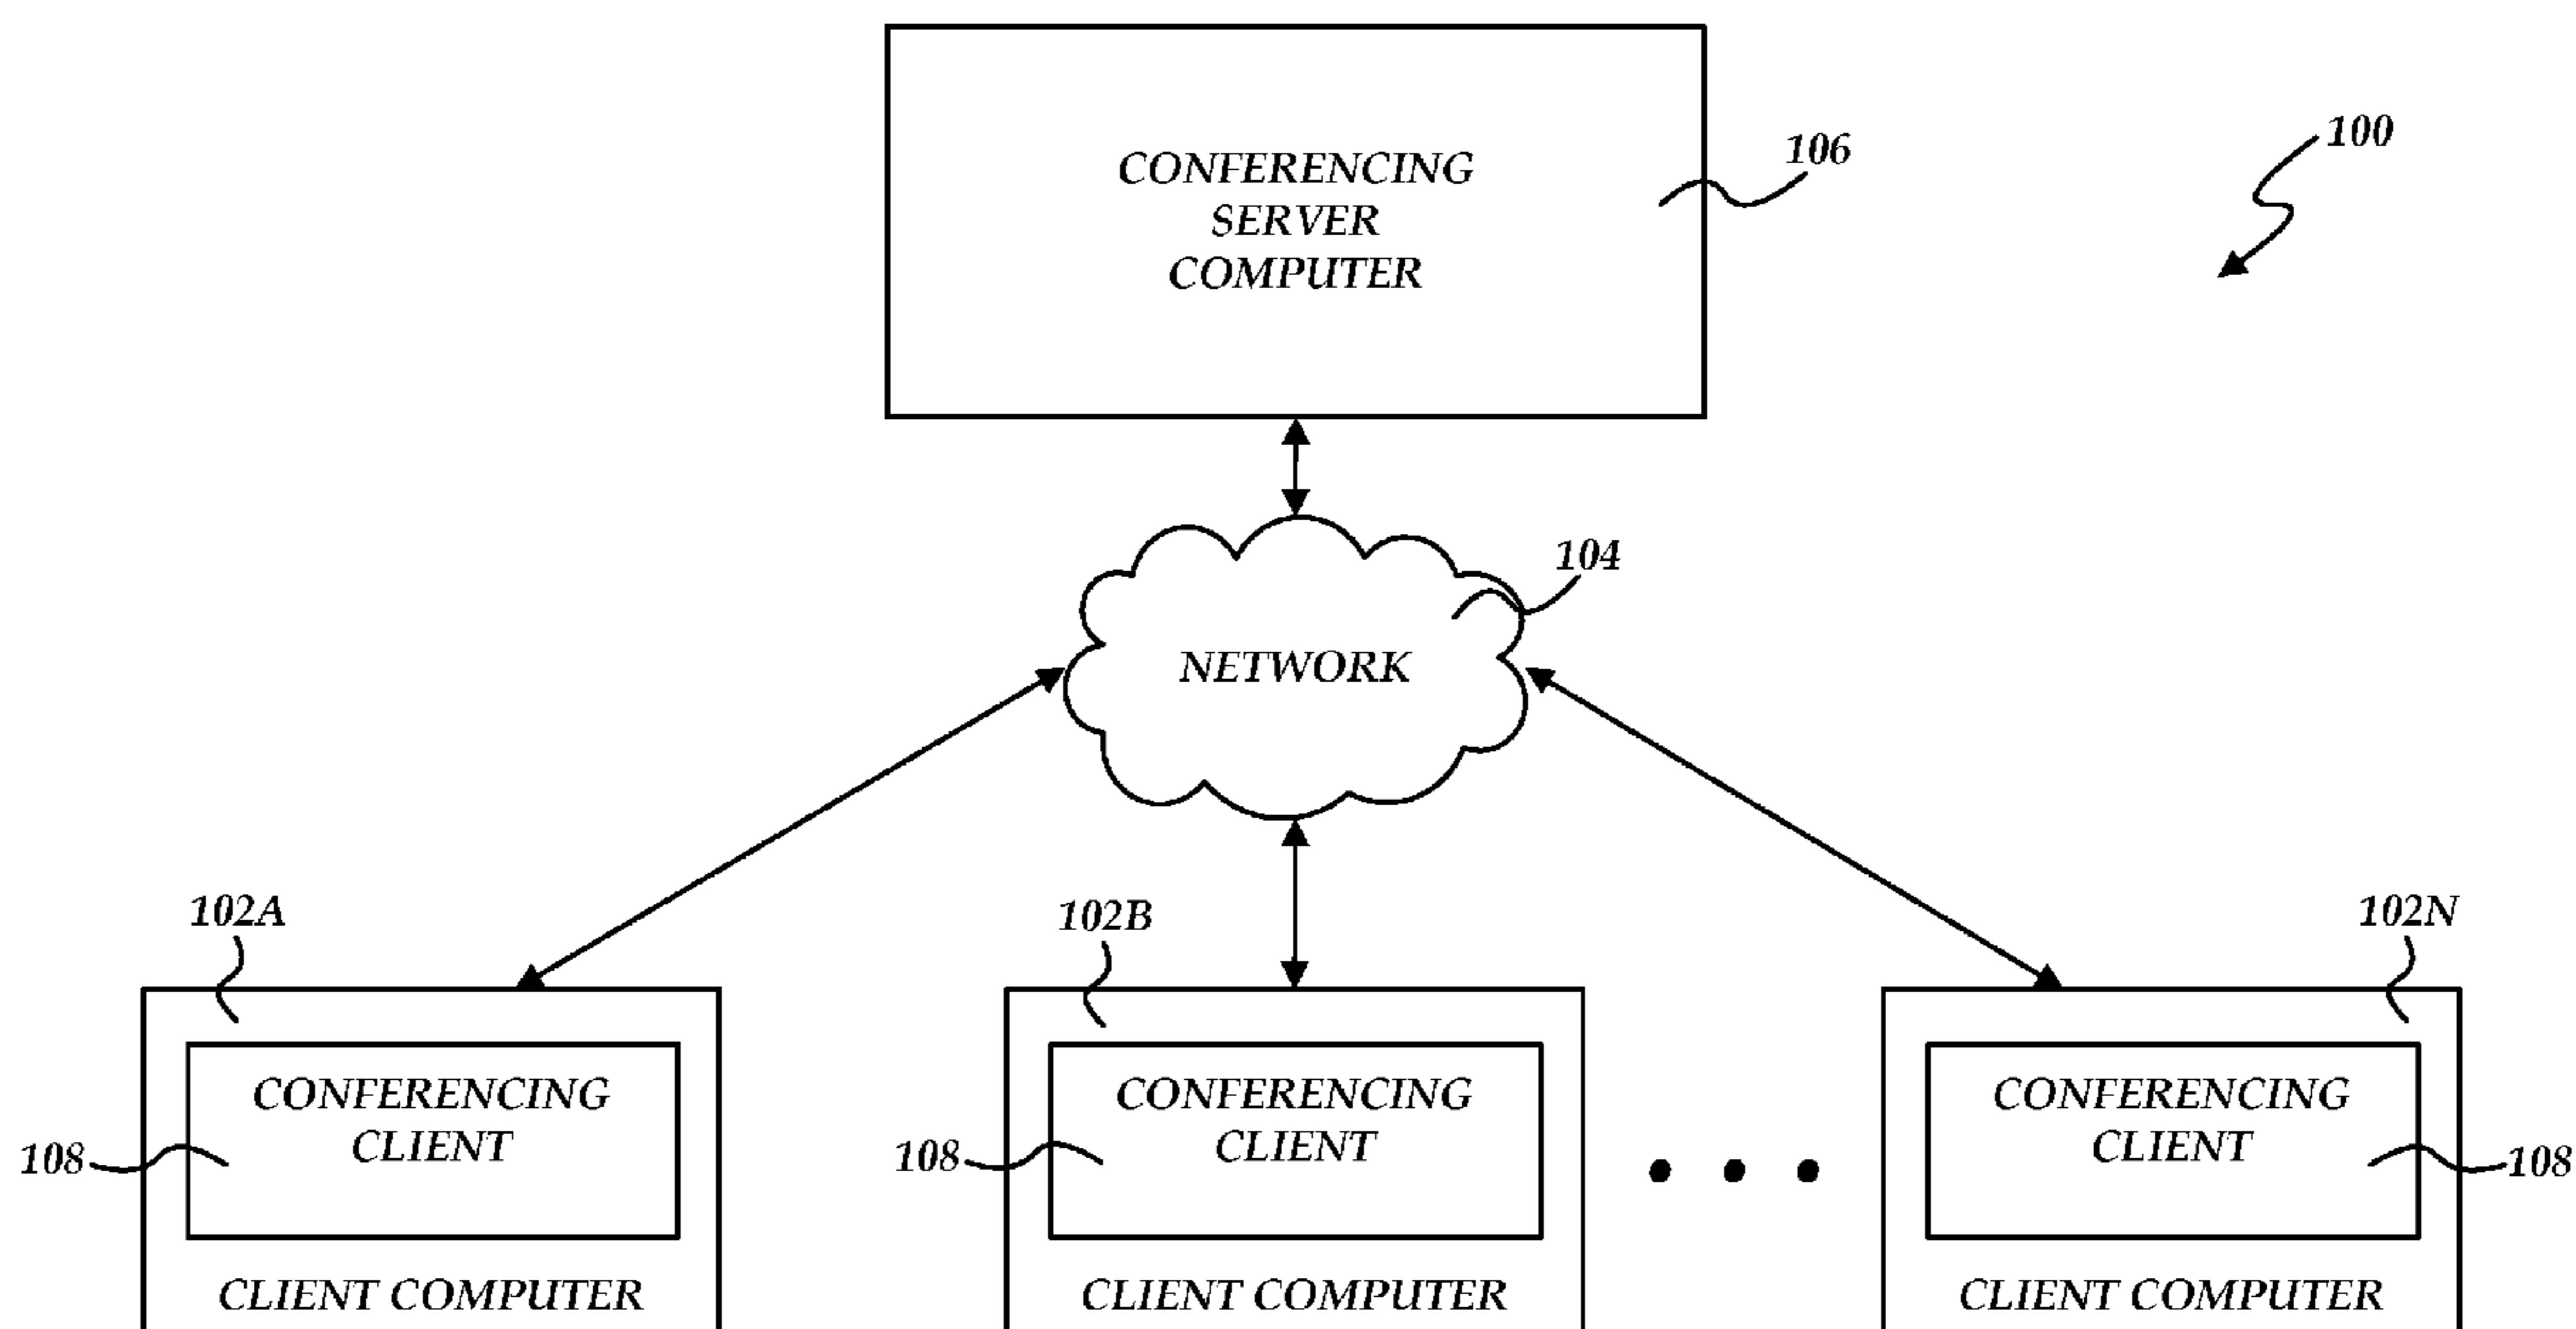 CONFERENCING
SERVER
COMPUTER
106
100
104
NETWORK
102A
102B
102N
CONFERENCING
CLIENT
108
CLIENT COMPUTER
CONFERENCING
CLIENT
108
CLIENT COMPUTER
CONFERENCING
CLIENT
108
CLIENT COMPUTER